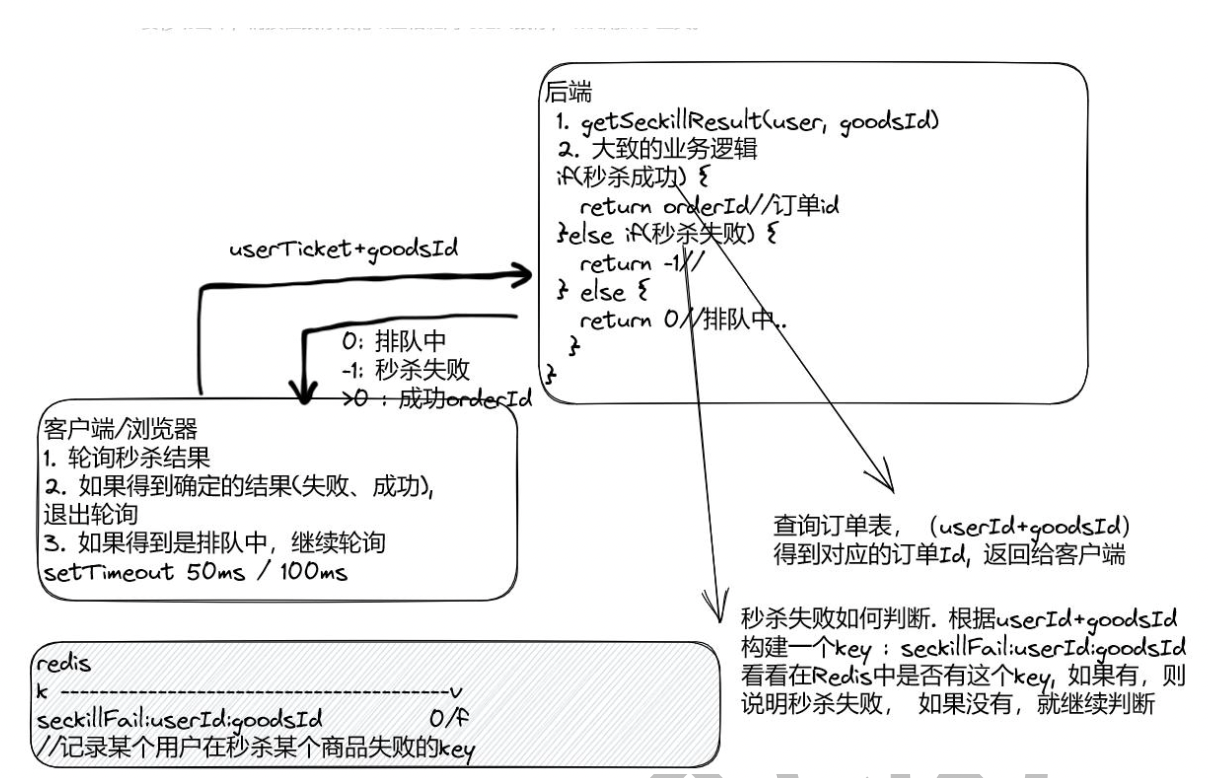 后端
1. getSeckillResult(user, goodsId)
2. 大致的业务逻辑
if(秒杀成功) {
return orderId//订单id
}else if(秒杀失败) {
return -1//
} else {
return 0//排队中..
}
}
userTicket+goodsId
0: 排队中
-1: 秒杀失败
>0 : 成功orderId
客户端/浏览器
1. 轮询秒杀结果
2. 如果得到确定的结果(失败、成功),
退出轮询
3. 如果得到是排队中, 继续轮询
setTimeout 50ms / 100ms
查询订单表, (userId+goodsId)
得到对应的订单Id, 返回给客户端
秒杀失败如何判断. 根据userId+goodsId
构建一个key : seckillFail:userId:goodsId
看看在Redis中是否有这个key, 如果有, 则
说明秒杀失败, 如果没有, 就继续判断
redis
k ----------------------------------------v
seckillFail:userId:goodsId 0/f
//记录某个用户在秒杀某个商品失败的key